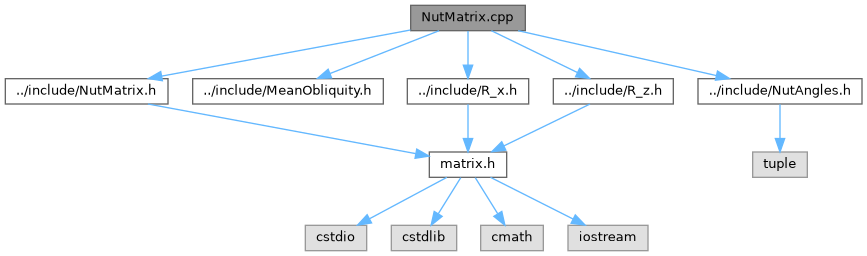 NutMatrix.cpp
../include/NutMatrix.h
../include/MeanObliquity.h
../include/R_x.h
../include/R_z.h
../include/NutAngles.h
matrix.h
tuple
cstdio
cstdlib
cmath
iostream